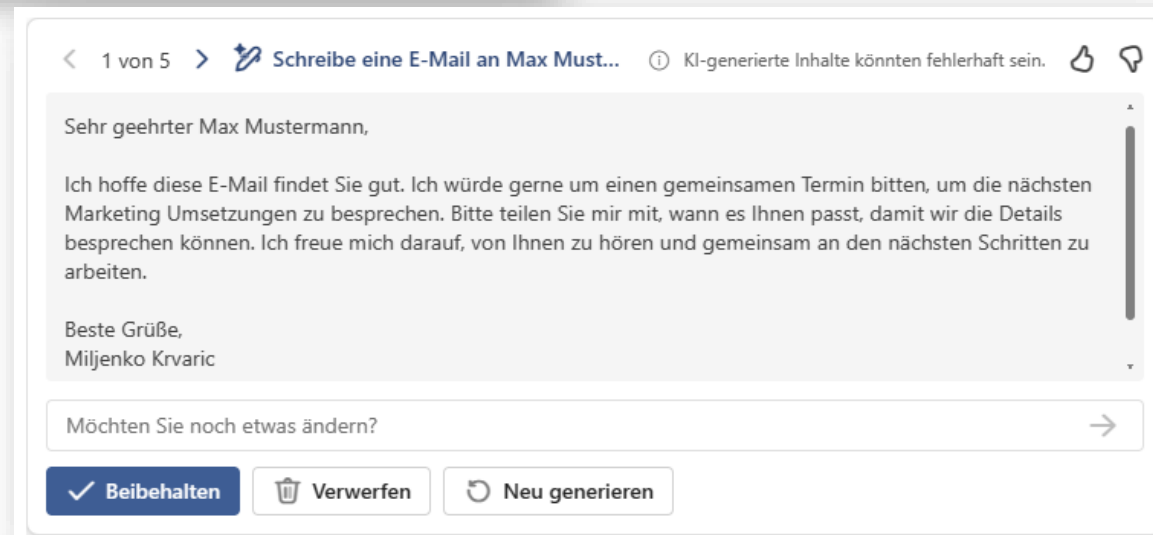 1 von 5 Schreibe eine E-Mail an Max Must... KI-generierte Inhalte könnten fehlerhaft sein.
Sehr geehrter Max Mustermann,
Ich hoffe diese E-Mail findet Sie gut. Ich würde gerne um einen gemeinsamen Termin bitten, um die nächsten
Marketing Umsetzungen zu besprechen. Bitte teilen Sie mir mit, wann es Ihnen passt, damit wir die Details
besprechen können. Ich freue mich darauf, von Ihnen zu hören und gemeinsam an den nächsten Schritten zu
arbeiten.
Beste Grüße,
Miljenko Krvaric
Möchten Sie noch etwas ändern?
Beibehalten Verwerfen Neu generieren